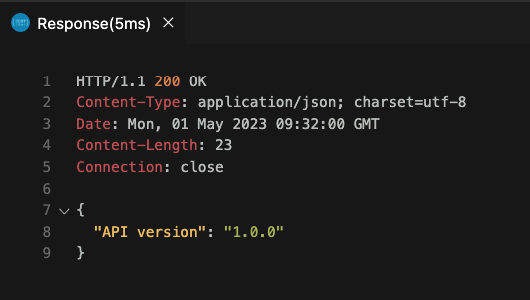 Response(5ms) ×
1 HTTP/1.1 200 OK
2 Content-Type: application/json; charset=utf-8
3 Date: Mon, 01 May 2023 09:32:00 GMT
4 Content-Length: 23
5 Connection: close
6
7 {
8 "API version": "1.0.0"
9 }